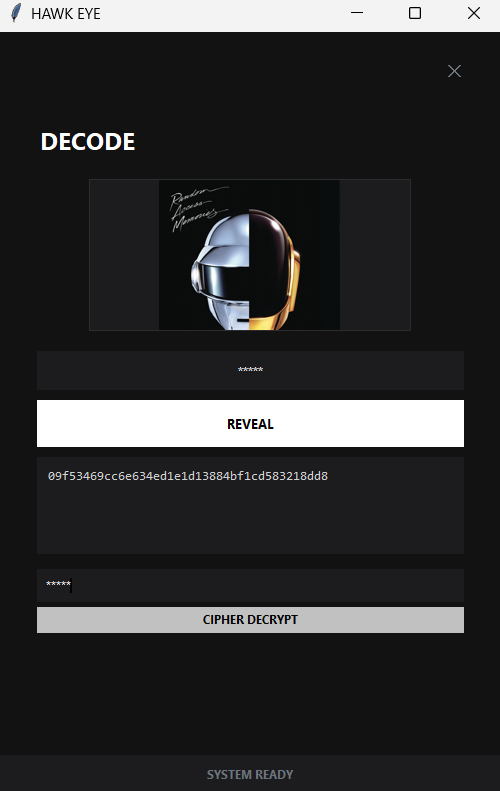 HAWK EYE
DECODE
Random
Access
Memories
*****
REVEAL
09f53469cc6e634ed1e1d13884bf1cd583218dd8
*****
CIPHER DECRYPT
SYSTEM READY